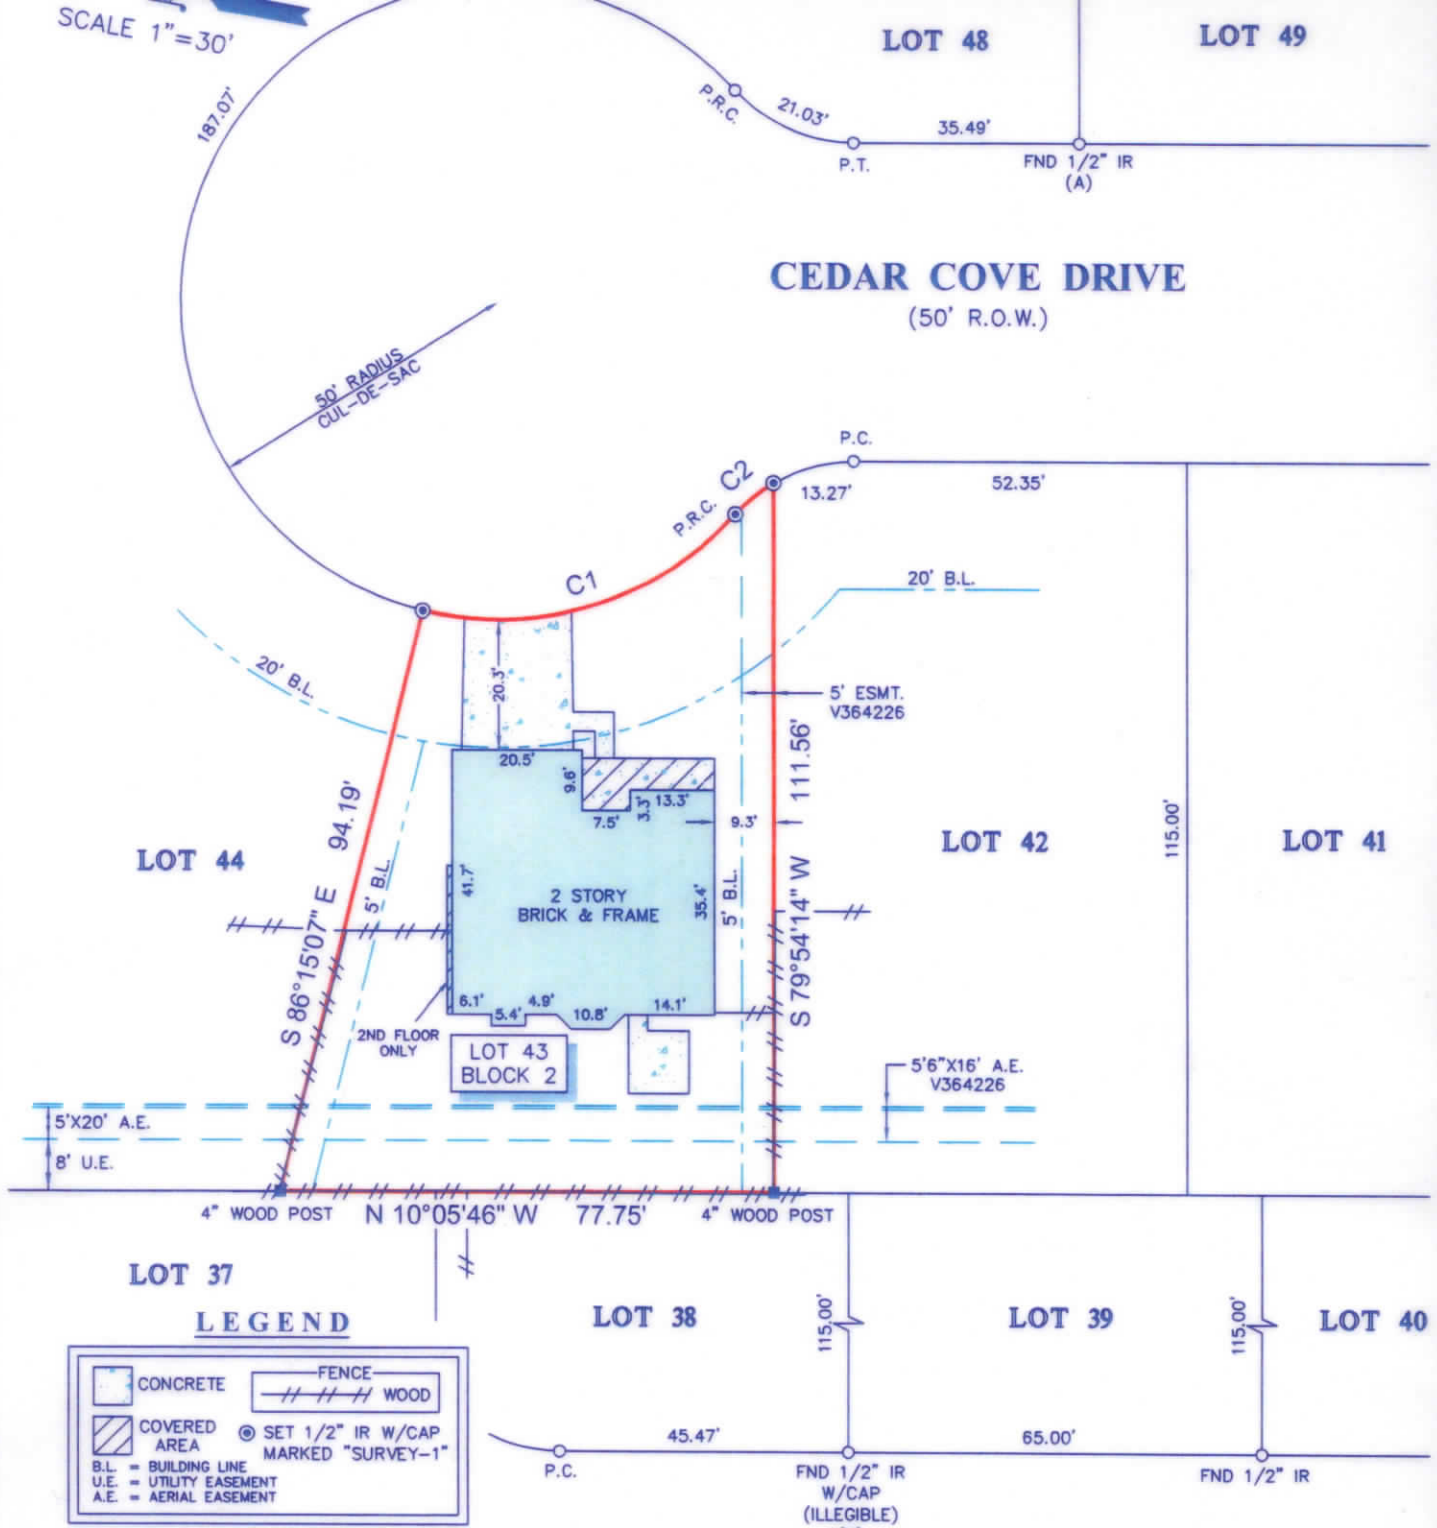 SCALE 1"=30'
LOT 48
LOT 49
187.07'
P.R.C.
21.03'
35.49'
P.T.
FND 1/2" IR
(A)
CEDAR COVE DRIVE
(50' R.O.W.)
50' RADIUS
CUL-DE-SAC
P.C.
C2
P.R.C.
13.27'
52.35'
C1
20' B.L.
20' B.L.
20.3'
5' ESMT.
V364226
111.56'
S 79°54'14" W
20.5'
9.6'
7.5'
3.3'
13.3'
9.3'
94.19'
S 86°15'07" E
LOT 44
5' B.L.
41.7'
2 STORY
BRICK & FRAME
35.4'
5' B.L.
LOT 42
115.00'
LOT 41
6.1'
5.4'
4.9'
10.8'
14.1'
2ND FLOOR
ONLY
LOT 43
BLOCK 2
5'6"X16' A.E.
V364226
5'X20' A.E.
8' U.E.
4" WOOD POST
N 10°05'46" W
77.75'
4" WOOD POST
LOT 37
LOT 38
115.00'
LOT 39
115.00'
LOT 40
LEGEND
CONCRETE
FENCE
WOOD
COVERED
AREA
SET 1/2" IR W/CAP
MARKED "SURVEY-1"
B.L. = BUILDING LINE
U.E. = UTILITY EASEMENT
A.E. = AERIAL EASEMENT
45.47'
65.00'
P.C.
FND 1/2" IR
W/CAP
(ILLEGIBLE)
FND 1/2" IR